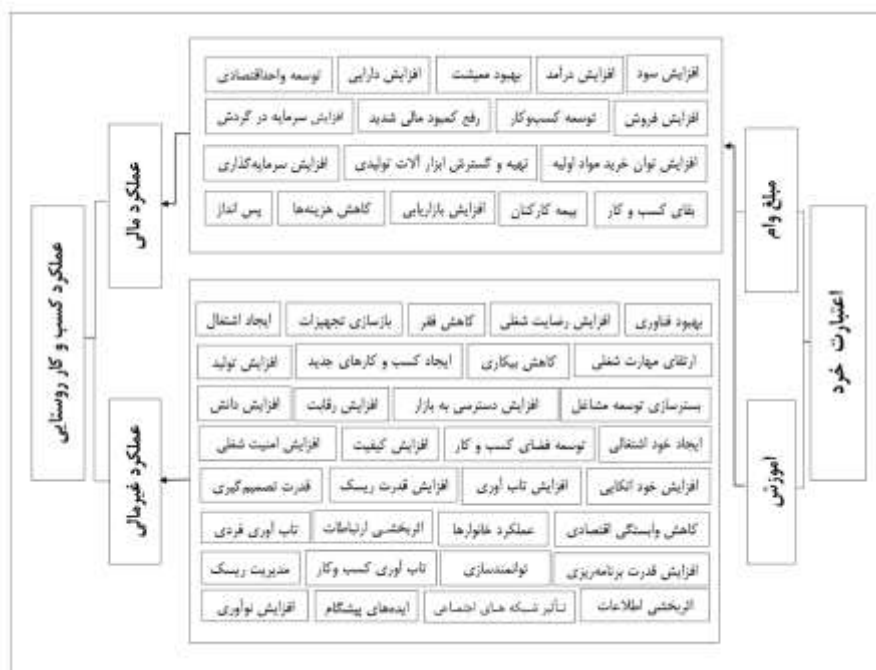 اعتبارت خرد
مبلغ وام
آموزش
افزایش سود افزایش درآمد بهبود معیشت افزایش دارایی توسعه واحداقتصادی
افزایش فروش توسعه کسب‌وکار رفع کمبود مالی شدید افزایش سرمایه در گردش
افزایش توان خرید مواد اولیه تهیه و گسترش ابزار آلات تولیدی افزایش سرمایه‌گذاری
بقای کسب و کار بیمه کارکنان افزایش بازاریابی کاهش هزینه‌ها پس انداز
بهبود فناوری افزایش رضایت شغلی کاهش فقر بازسازی تجهیزات ایجاد اشتغال
ارتقای مهارت شغلی کاهش بیکاری ایجاد کسب و کارهای جدید افزایش تولید
بسترسازی توسعه مشاغل افزایش دسترسی به بازار افزایش رقابت افزایش دانش
ایجاد خود اشتغالی توسعه فضای کسب و کار افزایش کیفیت افزایش امنیت شغلی
افزایش خود اتکایی افزایش تاب آوری افزایش قدرت ریسک قدرت تصمیم‌گیری
کاهش وابستگی اقتصادی عملکرد خانوارها اثربخشی ارتباطات تاب آوری فردی
افزایش قدرت برنامه‌ریزی توانمندسازی تاب آوری کسب وکار مدیریت ریسک
اثربخشی اطلاعات تأثیر شبکه های اجتماعی ایده‌های پیشگام افزایش نوآوری
عملکرد مالی
عملکرد غیرمالی
عملکرد کسب و کار روستایی